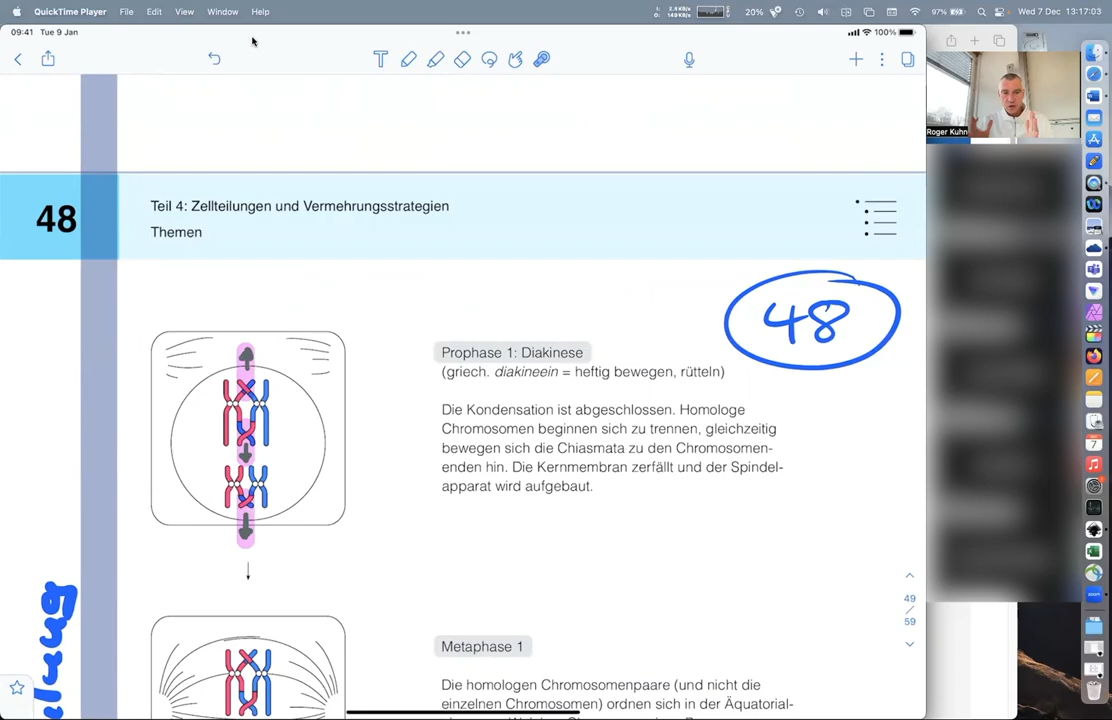 QuickTime Player File Edit View Window Help
20% 97% Wed 7 Dec 13:17:03
09:41 Tue 9 Jan
100%
Roger Kuhn
48
Teil 4: Zellteilungen und Vermehrungsstrategien
Themen
48
Prophase 1: Diakinese
(griech. diakineein = heftig bewegen, rütteln)
Die Kondensation ist abgeschlossen. Homologe
Chromosomen beginnen sich zu trennen, gleichzeitig
bewegen sich die Chiasmata zu den Chromosomen-
enden hin. Die Kernmembran zerfällt und der Spindel-
apparat wird aufgebaut.
49
/
59
Metaphase 1
Die homologen Chromosomenpaare (und nicht die
einzelnen Chromosomen) ordnen sich in der Äquatorial-